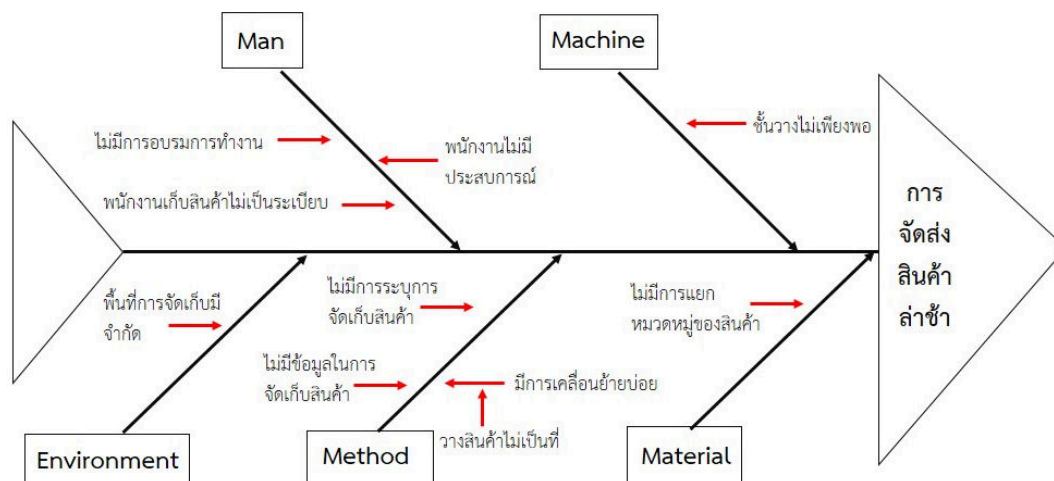 Man
Machine
ไม่มีการอบรมการทำงาน
พนักงานไม่มี
ประสบการณ์
พนักงานเก็บสินค้าไม่เป็นระเบียบ
ชั้นวางไม่เพียงพอ
การ
จัดส่ง
สินค้า
ล่าช้า
พื้นที่การจัดเก็บมี
จำกัด
ไม่มีการระบุการ
จัดเก็บสินค้า
ไม่มีข้อมูลในการ
จัดเก็บสินค้า
มีการเคลื่อนย้ายบ่อย
วางสินค้าไม่เป็นที่
ไม่มีการแยก
หมวดหมู่ของสินค้า
Environment
Method
Material